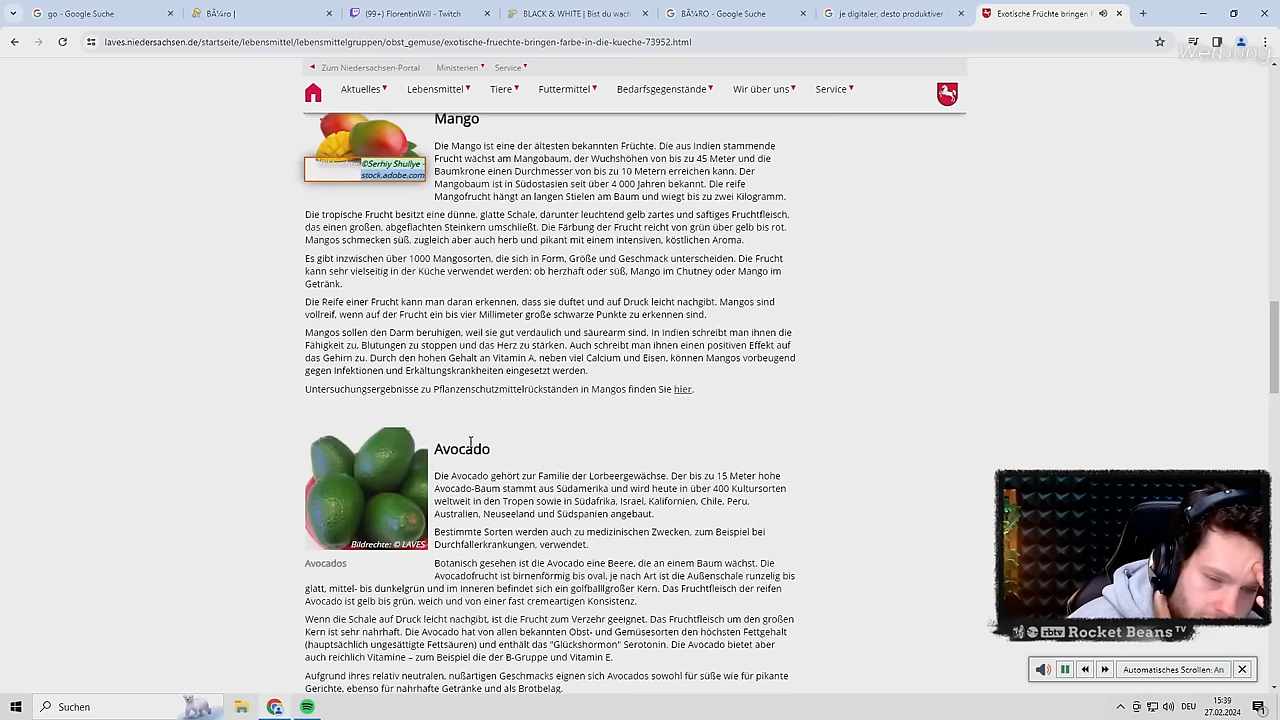 go - Google Suche
BÃ¼ro |
(99+) FlorentinWill - Twitch
BLACK & WHITE | Bist du wach
BÃ¼RO - Google Suche
je digitaler, desto produktiver
Exotische Früchte bringen
laves.niedersachsen.de/startseite/lebensmittel/lebensmittelgruppen/obst_gemuse/exotische-fruechte-bringen-farbe-in-die-kueche-73952.html
Zum Niedersachsen-Portal Ministerien Service
Aktuelles Lebensmittel Tiere Futtermittel Bedarfsgegenstände Wir über uns Service
Mango
©Serhiy Shullye -
stock.adobe.com
Die Mango ist eine der ältesten bekannten Früchte. Die aus Indien stammende
Frucht wächst am Mangobaum, der Wuchshöhen von bis zu 45 Meter und die
Baumkrone einen Durchmesser von bis zu 10 Metern erreichen kann. Der
Mangobaum ist in Südostasien seit über 4 000 Jahren bekannt. Die reife
Mangofrucht hängt an langen Stielen am Baum und wiegt bis zu zwei Kilogramm.
Die tropische Frucht besitzt eine dünne, glatte Schale, darunter leuchtend gelb zartes und saftiges Fruchtfleisch,
das einen großen, abgeflachten Steinkern umschließt. Die Färbung der Frucht reicht von grün über gelb bis rot.
Mangos schmecken süß, zugleich aber auch herb und pikant mit einem intensiven, köstlichen Aroma.
Es gibt inzwischen über 1000 Mangosorten, die sich in Form, Größe und Geschmack unterscheiden. Die Frucht
kann sehr vielseitig in der Küche verwendet werden: ob herzhaft oder süß, Mango im Chutney oder Mango im
Getränk.
Die Reife einer Frucht kann man daran erkennen, dass sie duftet und auf Druck leicht nachgibt. Mangos sind
vollreif, wenn auf der Frucht ein bis vier Millimeter große schwarze Punkte zu erkennen sind.
Mangos sollen den Darm beruhigen, weil sie gut verdaulich und säurearm sind. In Indien schreibt man ihnen die
Fähigkeit zu, Blutungen zu stoppen und das Herz zu stärken. Auch schreibt man ihnen einen positiven Effekt auf
das Gehirn zu. Durch den hohen Gehalt an Vitamin A, neben viel Calcium und Eisen, können Mangos vorbeugend
gegen Infektionen und Erkältungskrankheiten eingesetzt werden.
Untersuchungsergebnisse zu Pflanzenschutzmittelrückständen in Mangos finden Sie hier.
Avocado
Die Avocado gehört zur Familie der Lorbeergewächse. Der bis zu 15 Meter hohe
Avocado-Baum stammt aus Südamerika und wird heute in über 400 Kultursorten
weltweit in den Tropen sowie in Südafrika, Israel, Kalifornien, Chile, Peru,
Australien, Neuseeland und Südspanien angebaut.
Bestimmte Sorten werden auch zu medizinischen Zwecken, zum Beispiel bei
Durchfallerkrankungen, verwendet.
Bildrechte: © LAVES
Avocados
Botanisch gesehen ist die Avocado eine Beere, die an einem Baum wächst. Die
Avocadofrucht ist birnenförmig bis oval, je nach Art ist die Außenschale runzelig bis
glatt, mittel- bis dunkelgrün und im Inneren befindet sich ein golfballgroßer Kern. Das Fruchtfleisch der reifen
Avocado ist gelb bis grün, weich und von einer fast cremeartigen Konsistenz.
Wenn die Schale auf Druck leicht nachgibt, ist die Frucht zum Verzehr geeignet. Das Fruchtfleisch um den großen
Kern ist sehr nahrhaft. Die Avocado hat von allen bekannten Obst- und Gemüsesorten den höchsten Fettgehalt
(hauptsächlich ungesättigte Fettsäuren) und enthält das "Glückshormon" Serotonin. Die Avocado bietet aber
auch reichlich Vitamine – zum Beispiel die der B-Gruppe und Vitamin E.
Aufgrund ihres relativ neutralen, nußartigen Geschmacks eignen sich Avocados sowohl für süße wie für pikante
Gerichte, ebenso für nahrhafte Getränke und als Brotbelag.
rbtv Rocket Beans TV
Automatisches Scrollen: An
Suchen
DEU
15:39
27.02.2024